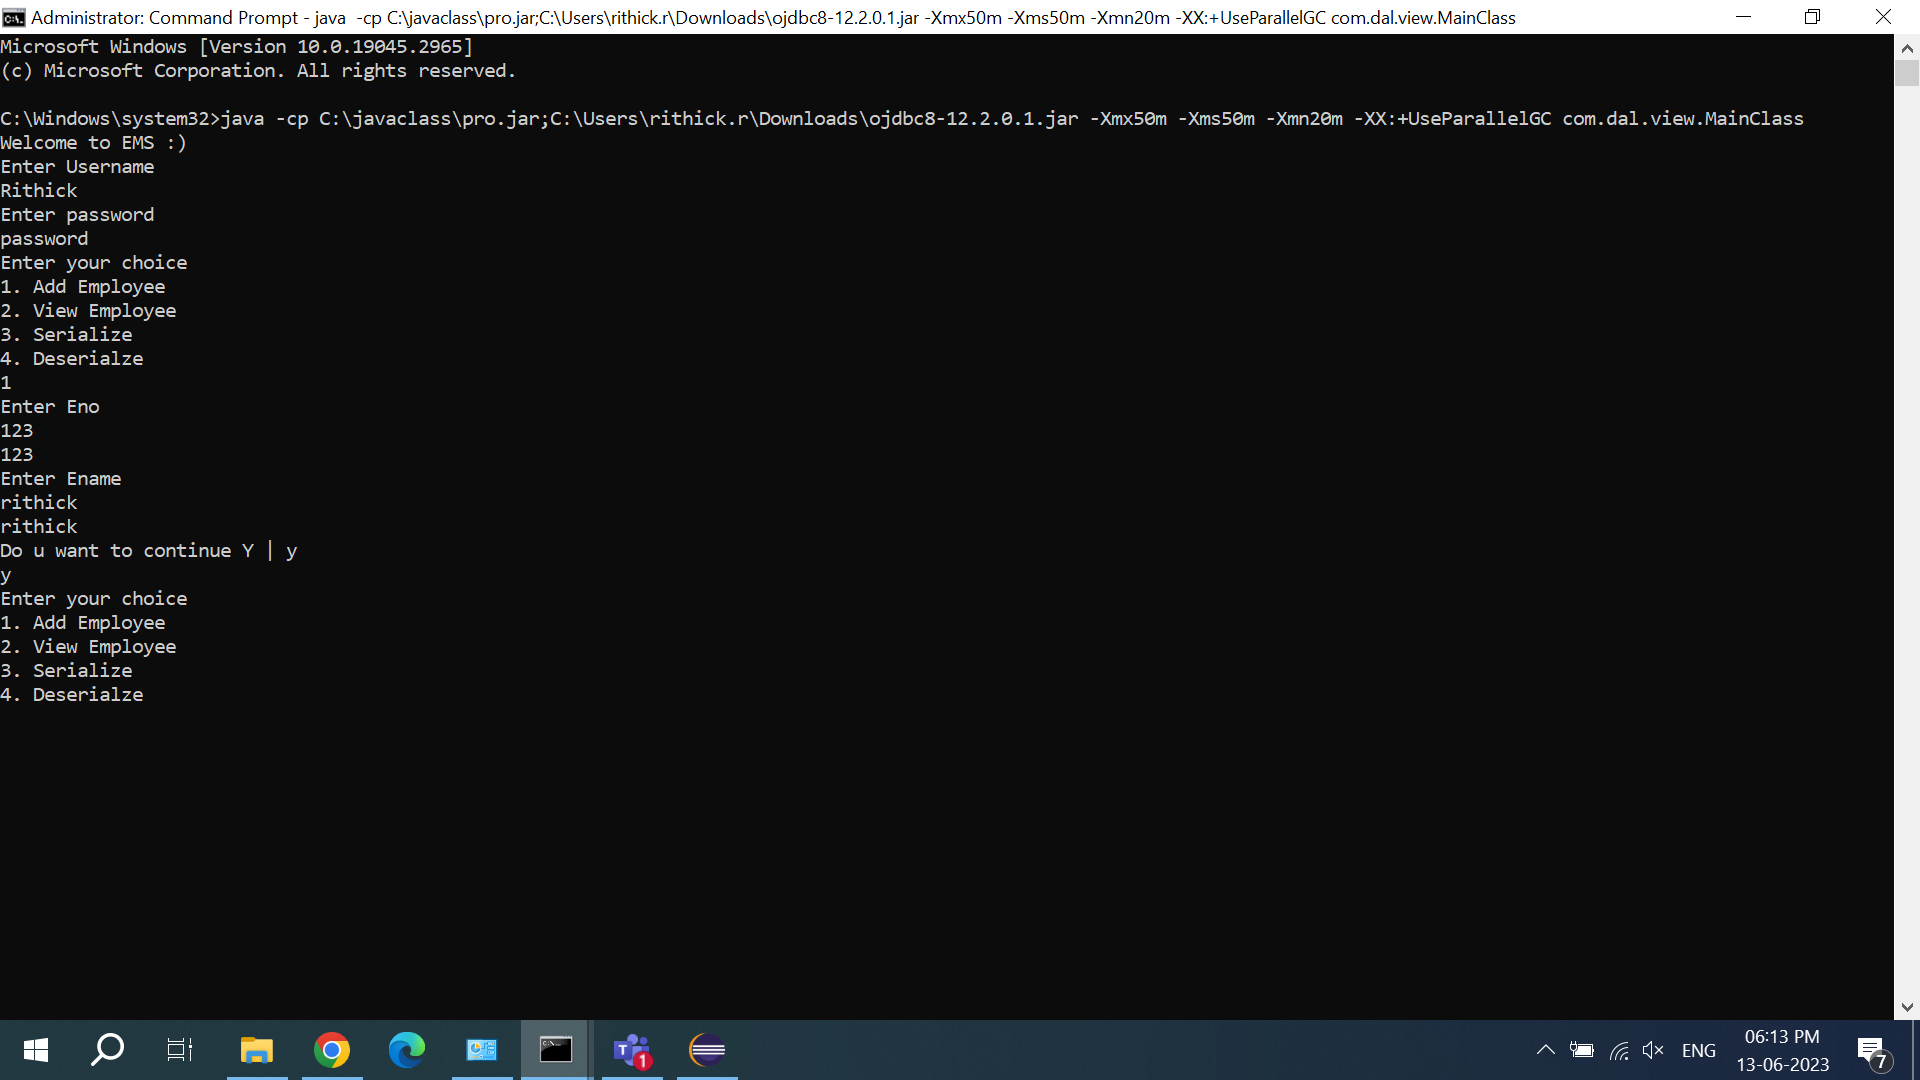 Administrator: Command Prompt - java  -cp C:\javaclass\pro.jar;C:\Users\rithick.r\Downloads\ojdbc8-12.2.0.1.jar -Xmx50m -Xms50m -Xmn20m -XX:+UseParallelGC com.dal.view.MainClass
Microsoft Windows [Version 10.0.19045.2965]
(c) Microsoft Corporation. All rights reserved.
C:\Windows\system32>java -cp C:\javaclass\pro.jar;C:\Users\rithick.r\Downloads\ojdbc8-12.2.0.1.jar -Xmx50m -Xms50m -Xmn20m -XX:+UseParallelGC com.dal.view.MainClass
Welcome to EMS :)
Enter Username
Rithick
Enter password
password
Enter your choice
1. Add Employee
2. View Employee
3. Serialize
4. Deserialze
1
Enter Eno
123
123
Enter Ename
rithick
rithick
Do u want to continue Y | y
y
Enter your choice
1. Add Employee
2. View Employee
3. Serialize
4. Deserialze
T 1
ENG
06:13 PM
13-06-2023
7